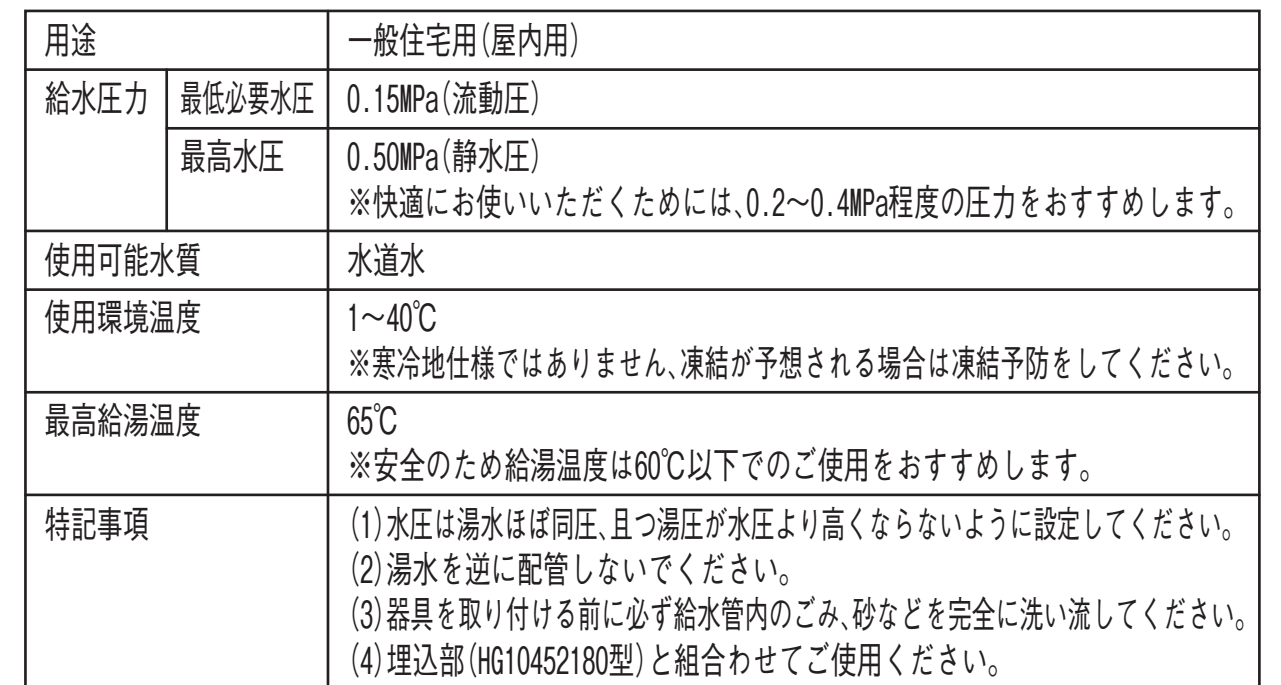 用途 一般住宅用(屋内用)
給水圧力 最低必要水圧 0.15MPa(流動圧)
最高水圧 0.50MPa(静水圧)
※快適にお使いいただくためには、0.2～0.4MPa程度の圧力をおすすめします。
使用可能水質 水道水
使用環境温度 1～40℃
※寒冷地仕様ではありません、凍結が予想される場合は凍結予防をしてください。
最高給湯温度 65℃
※安全のため給湯温度は60℃以下でのご使用をおすすめします。
特記事項 (1)水圧は湯水ほぼ同圧、且つ湯圧が水圧より高くならないように設定してください。
(2)湯水を逆に配管しないでください。
(3)器具を取り付ける前に必ず給水管内のごみ、砂などを完全に洗い流してください。
(4)埋込部(HG10452180型)と組合わせてご使用ください。